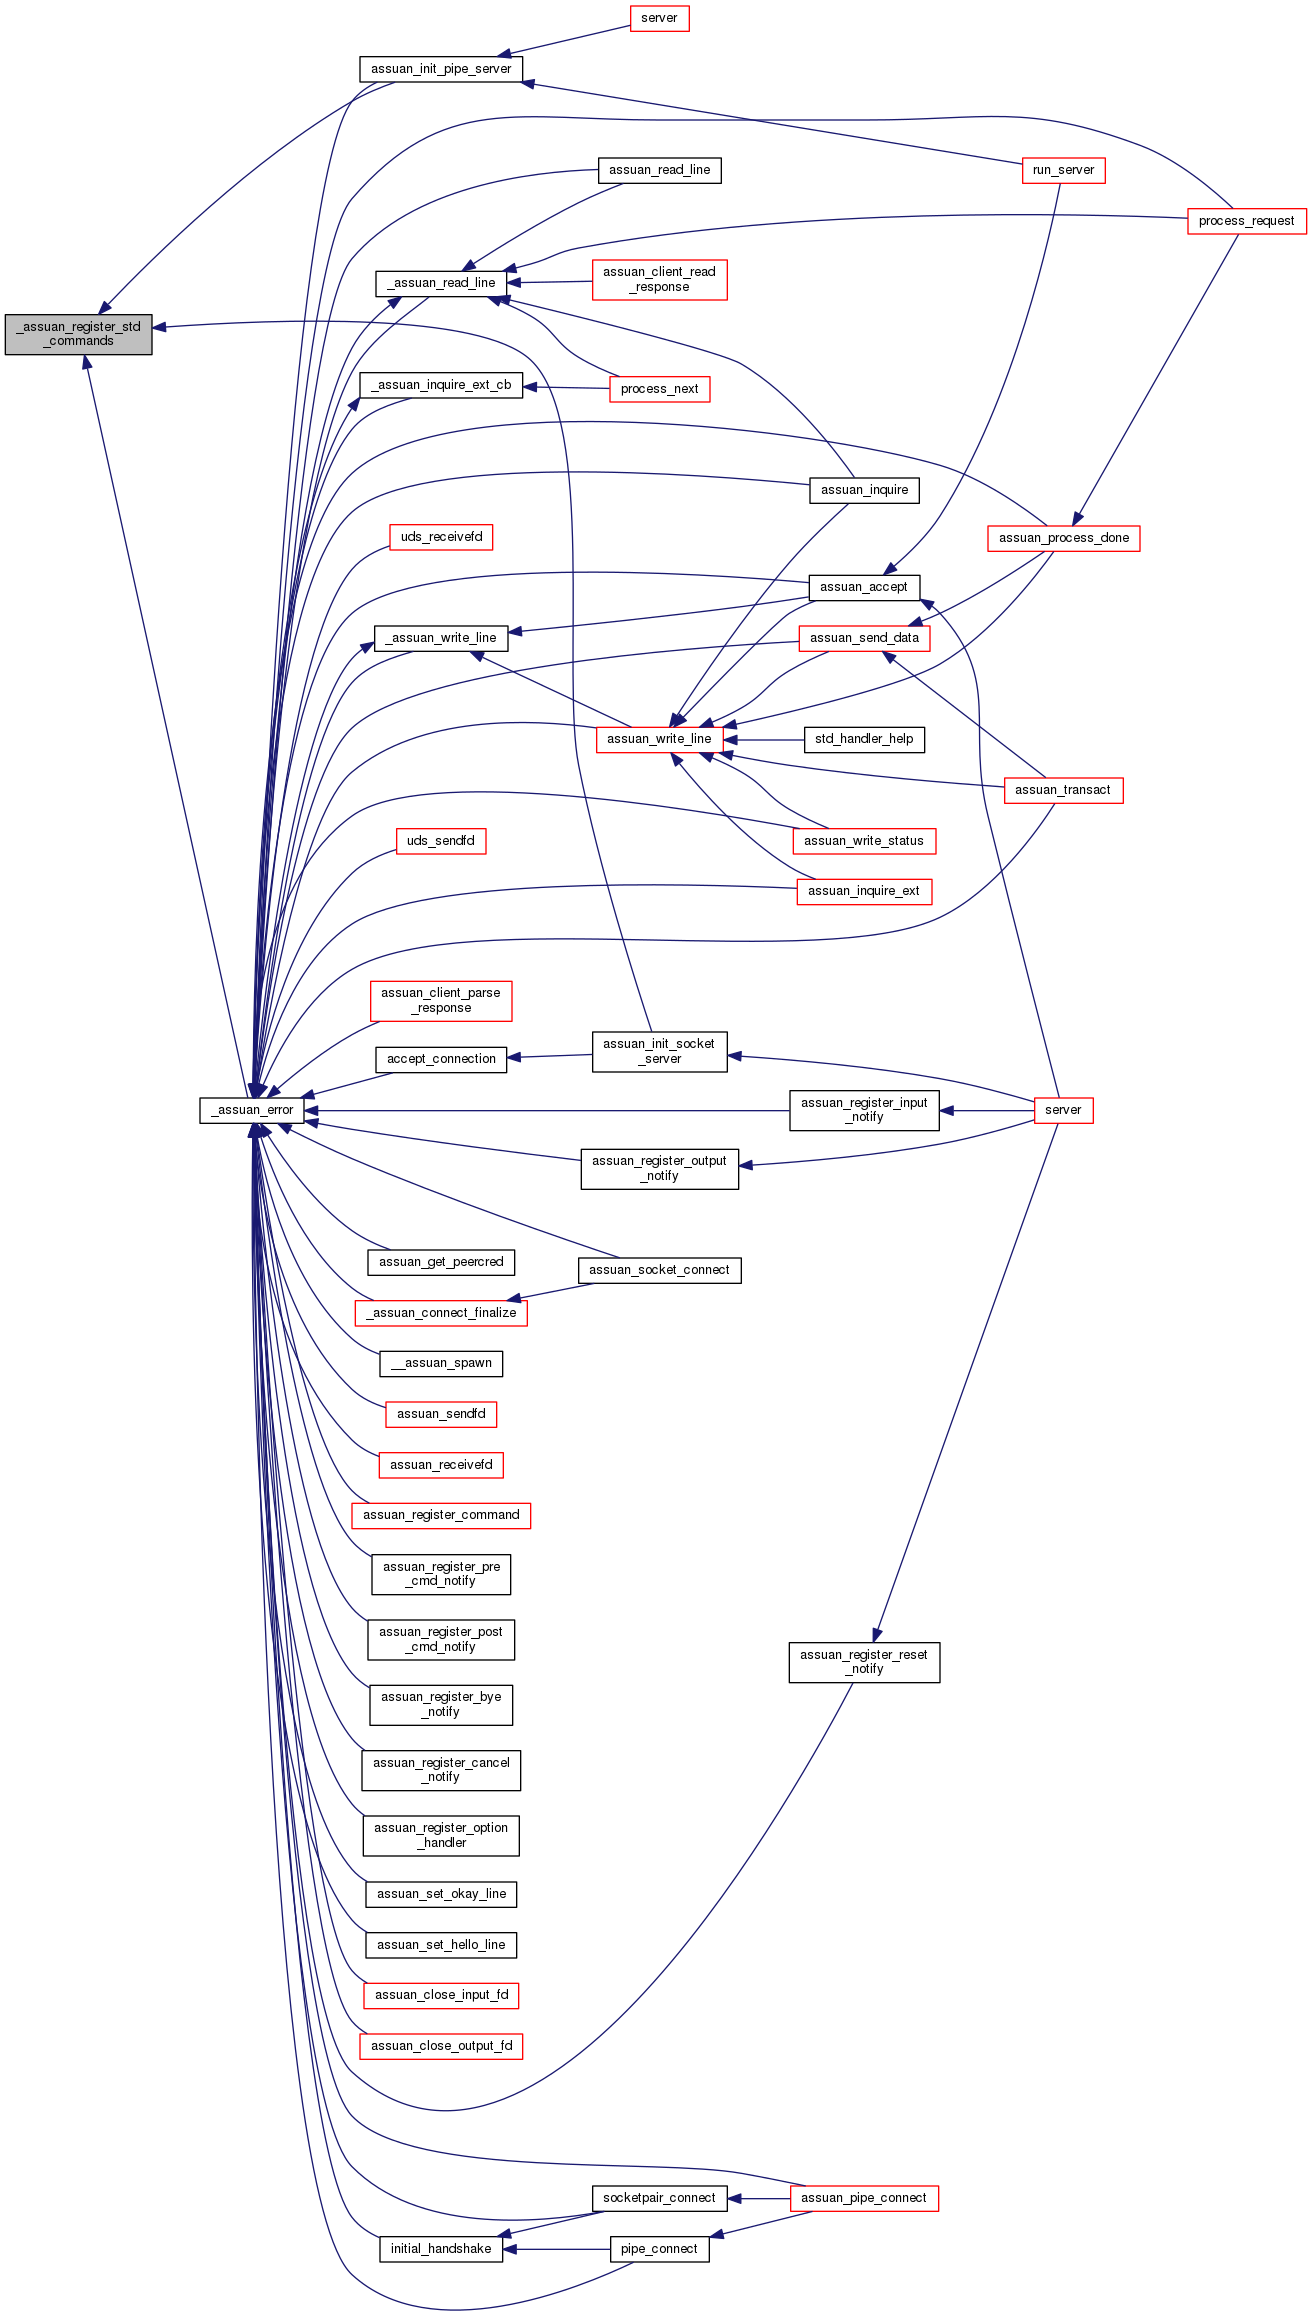 server
assuan_init_pipe_server
assuan_read_line
run_server
process_request
_assuan_read_line
assuan_client_read
_response
_assuan_register_std
_commands
_assuan_inquire_ext_cb
process_next
assuan_inquire
uds_receivefd
assuan_process_done
assuan_accept
_assuan_write_line
assuan_send_data
assuan_write_line
std_handler_help
assuan_transact
uds_sendfd
assuan_write_status
assuan_inquire_ext
assuan_client_parse
_response
accept_connection
assuan_init_socket
_server
_assuan_error
assuan_register_input
_notify
server
assuan_register_output
_notify
assuan_get_peercred
assuan_socket_connect
_assuan_connect_finalize
__assuan_spawn
assuan_sendfd
assuan_receivefd
assuan_register_command
assuan_register_pre
_cmd_notify
assuan_register_post
_cmd_notify
assuan_register_reset
_notify
assuan_register_bye
_notify
assuan_register_cancel
_notify
assuan_register_option
_handler
assuan_set_okay_line
assuan_set_hello_line
assuan_close_input_fd
assuan_close_output_fd
socketpair_connect
assuan_pipe_connect
initial_handshake
pipe_connect